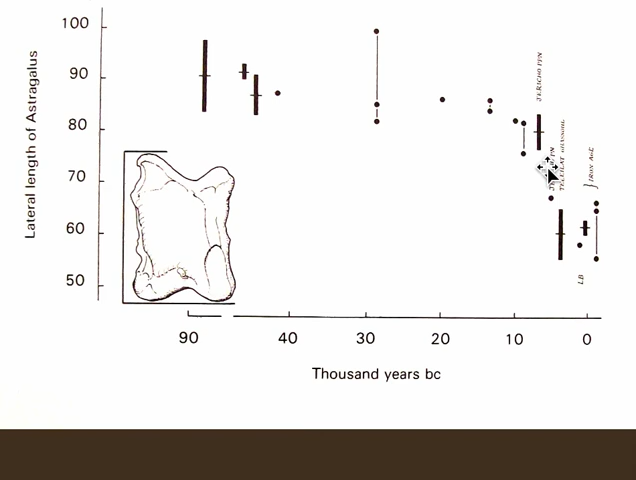 100
90
80
70
60
50
Lateral length of Astragalus
JERICHO PPN
TELEILAT GHASSUL
IRON AGE
LB
90
40
30
20
10
0
Thousand years bc